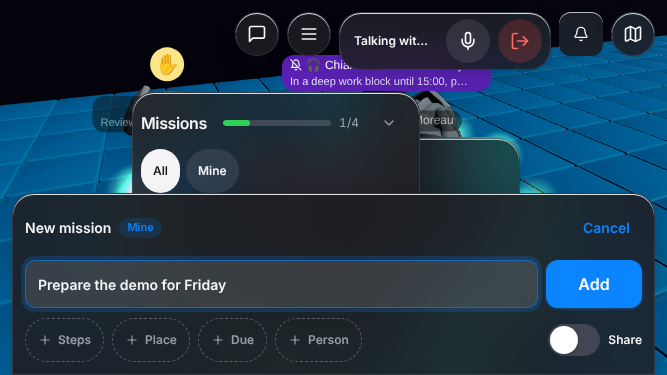 Talking wit...
Chia
In a deep work block until 15:00, p...
Review
Moreau
Missions
1/4
All
Mine
New mission
Mine
Cancel
Prepare the demo for Friday
Add
+ Steps
+ Place
+ Due
+ Person
Share